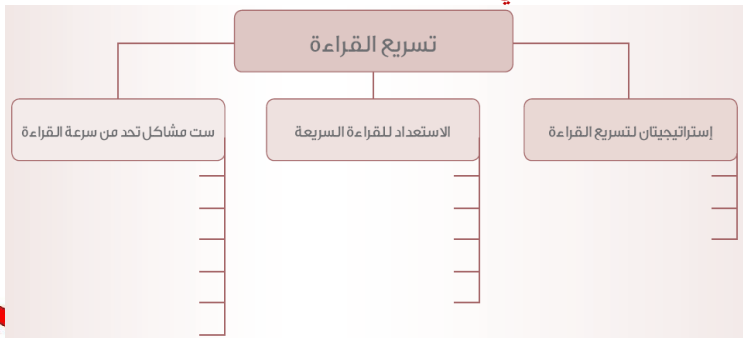 تسريع القراءة
إستراتيجيتان لتسريع القراءة
الاستعداد للقراءة السريعة
ست مشاكل تحد من سرعة القراءة